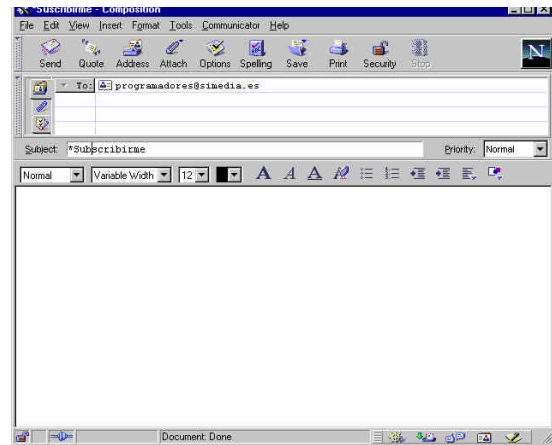 *Suscribirme - Composition
File Edit View Insert Format Tools Communicator Help
Send Quote Address Attach Options Spelling Save Print Security Stop
N
To: programadores@simedia.es
Subject: *Subscribirme Priority: Normal
Normal Variable Width 12 A A A A
Document: Done